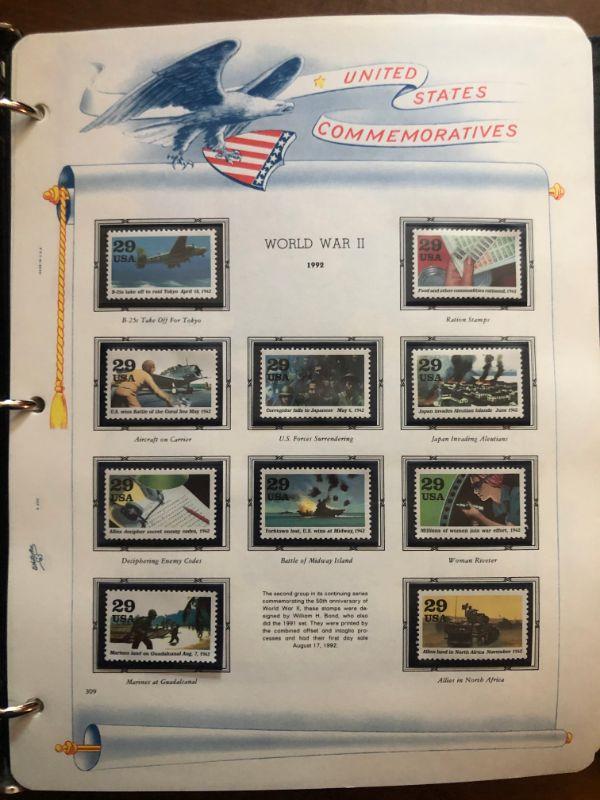 UNITED
STATES
COMMEMORATIVES
WORLD WAR II
1992
29
USA
B-25s take off to raid Tokyo April 18, 1942
B-25s Take Off For Tokyo
29
USA
Food and other commodities rationed, 1942
Ration Stamps
29
USA
U.S. wins Battle of the Coral Sea May 1942
Aircraft on Carrier
29
USA
Corregidor falls to Japanese May 6, 1942
U.S. Forces Surrendering
29
USA
Japan invades Aleutian Islands June 1942
Japan Invading Aleutians
29
USA
Allies decipher secret enemy codes, 1942
Deciphering Enemy Codes
29
USA
Yorktown lost, U.S. wins at Midway, 1942
Battle of Midway Island
29
USA
Millions of women join war effort, 1942
Woman Riveter
29
USA
Marines land on Guadalcanal Aug. 7, 1942
Marines at Guadalcanal
The second group in its continuing series
commemorating the 50th anniversary of
World War II, these stamps were de-
signed by William H. Bond, who also
did the 1991 set. They were printed by
the combined offset and intaglio pro-
cesses and had their first day sale
August 17, 1992.
29
USA
Allies land in North Africa November 1942
Allies in North Africa
309